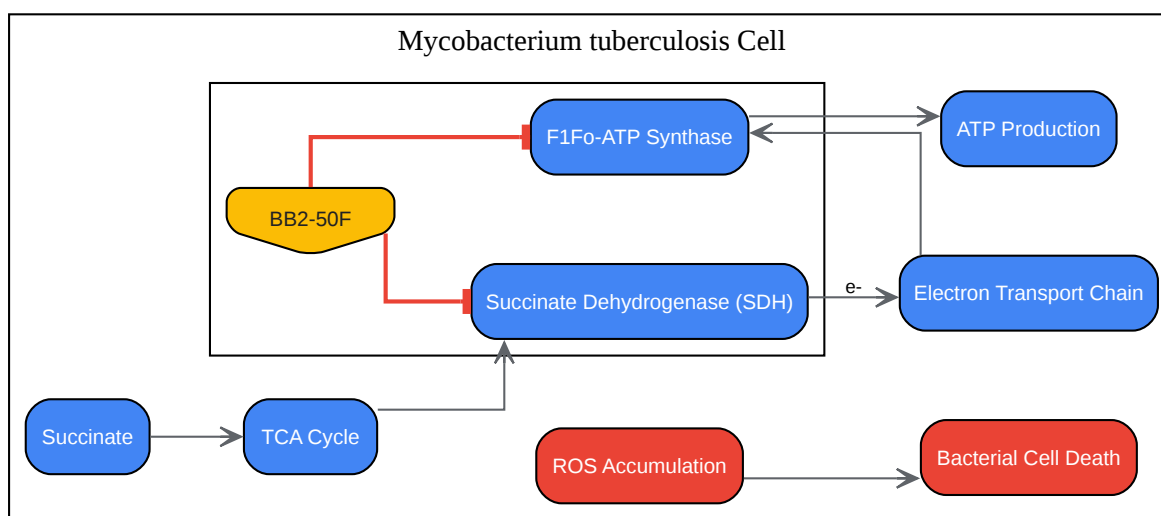 Mycobacterium tuberculosis Cell
F1Fo-ATP Synthase
ATP Production
BB2-50F
Succinate Dehydrogenase (SDH)
e-
Electron Transport Chain
Succinate
TCA Cycle
ROS Accumulation
Bacterial Cell Death